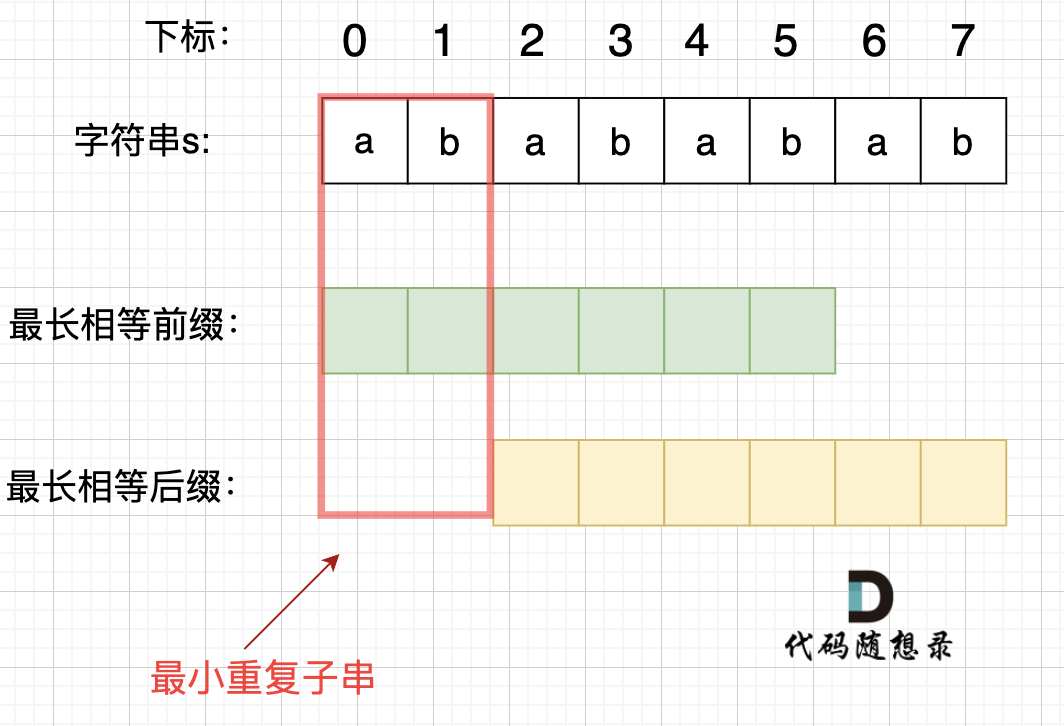 下标： 0 1 2 3 4 5 6 7
字符串s: a b a b a b a b
最长相等前缀：
最长相等后缀：
最小重复子串
代码随想录